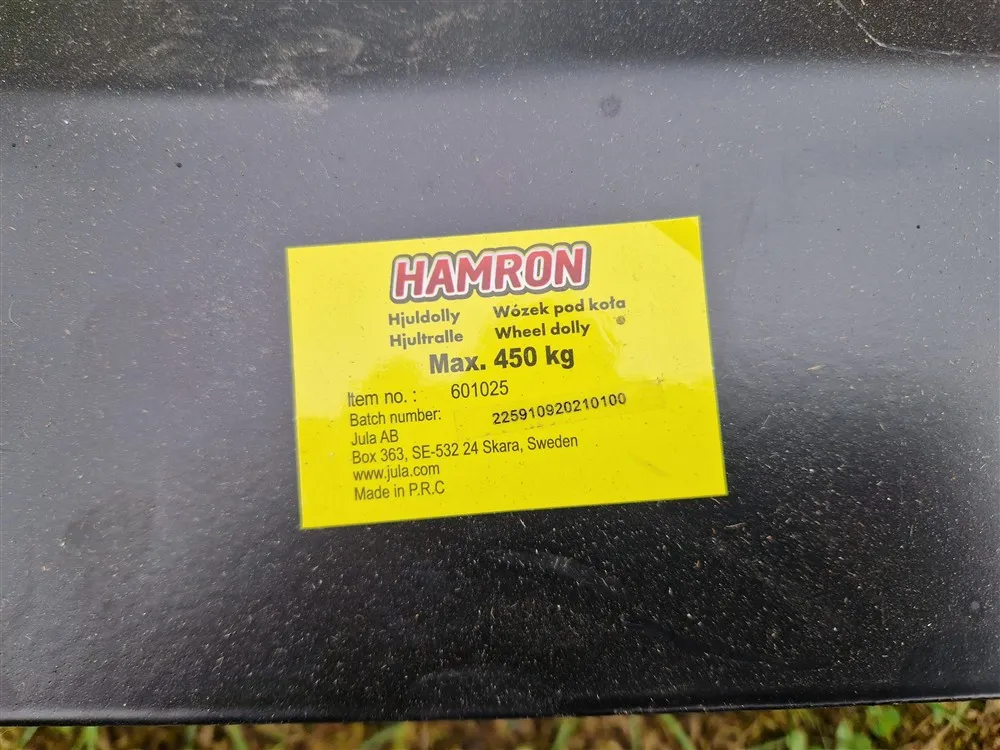 HAMRON
Hjuldolly Wózek pod koła
Hjultralle Wheel dolly
Max. 450 kg
Item no. : 601025
Batch number: 225910920210100
Jula AB
Box 363, SE-532 24 Skara, Sweden
www.jula.com
Made in P.R.C